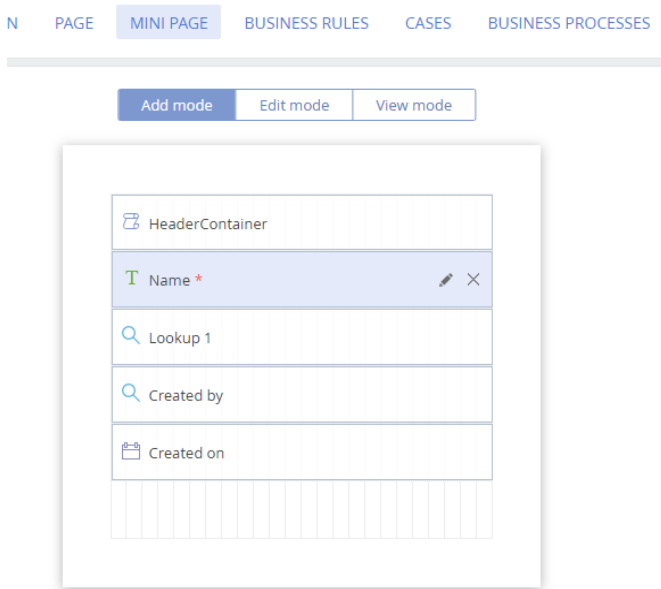 N PAGE MINI PAGE BUSINESS RULES CASES BUSINESS PROCESSES
Add mode Edit mode View mode
HeaderContainer
Name *
Lookup 1
Created by
Created on